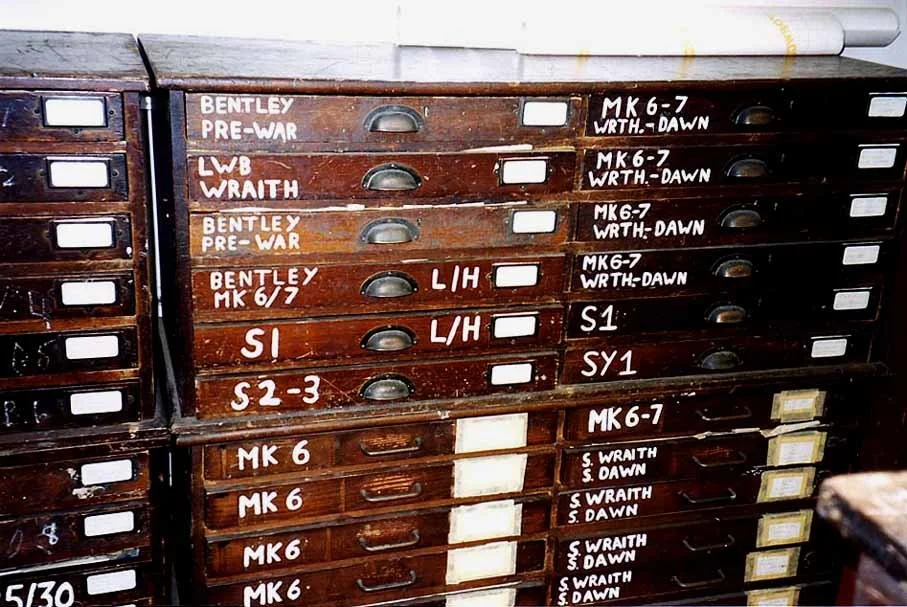 BENTLEY
PRE-WAR
LWB
WRAITH
BENTLEY
PRE-WAR
BENTLEY
MK 6/7
L/H
S1
L/H
S2-3
MK 6-7
WRTH.-DAWN
MK6-7
WRTH.-DAWN
MK6-7
WRTH-DAWN
MK6-7
WRTH.-DAWN
S1
SY1
MK 6
MK 6
MK6
MK 6
MK 6-7
S. WRAITH
S. DAWN
S. WRAITH
S. DAWN
S. WRAITH
S. DAWN
S. WRAITH
S. DAWN
8
5/30